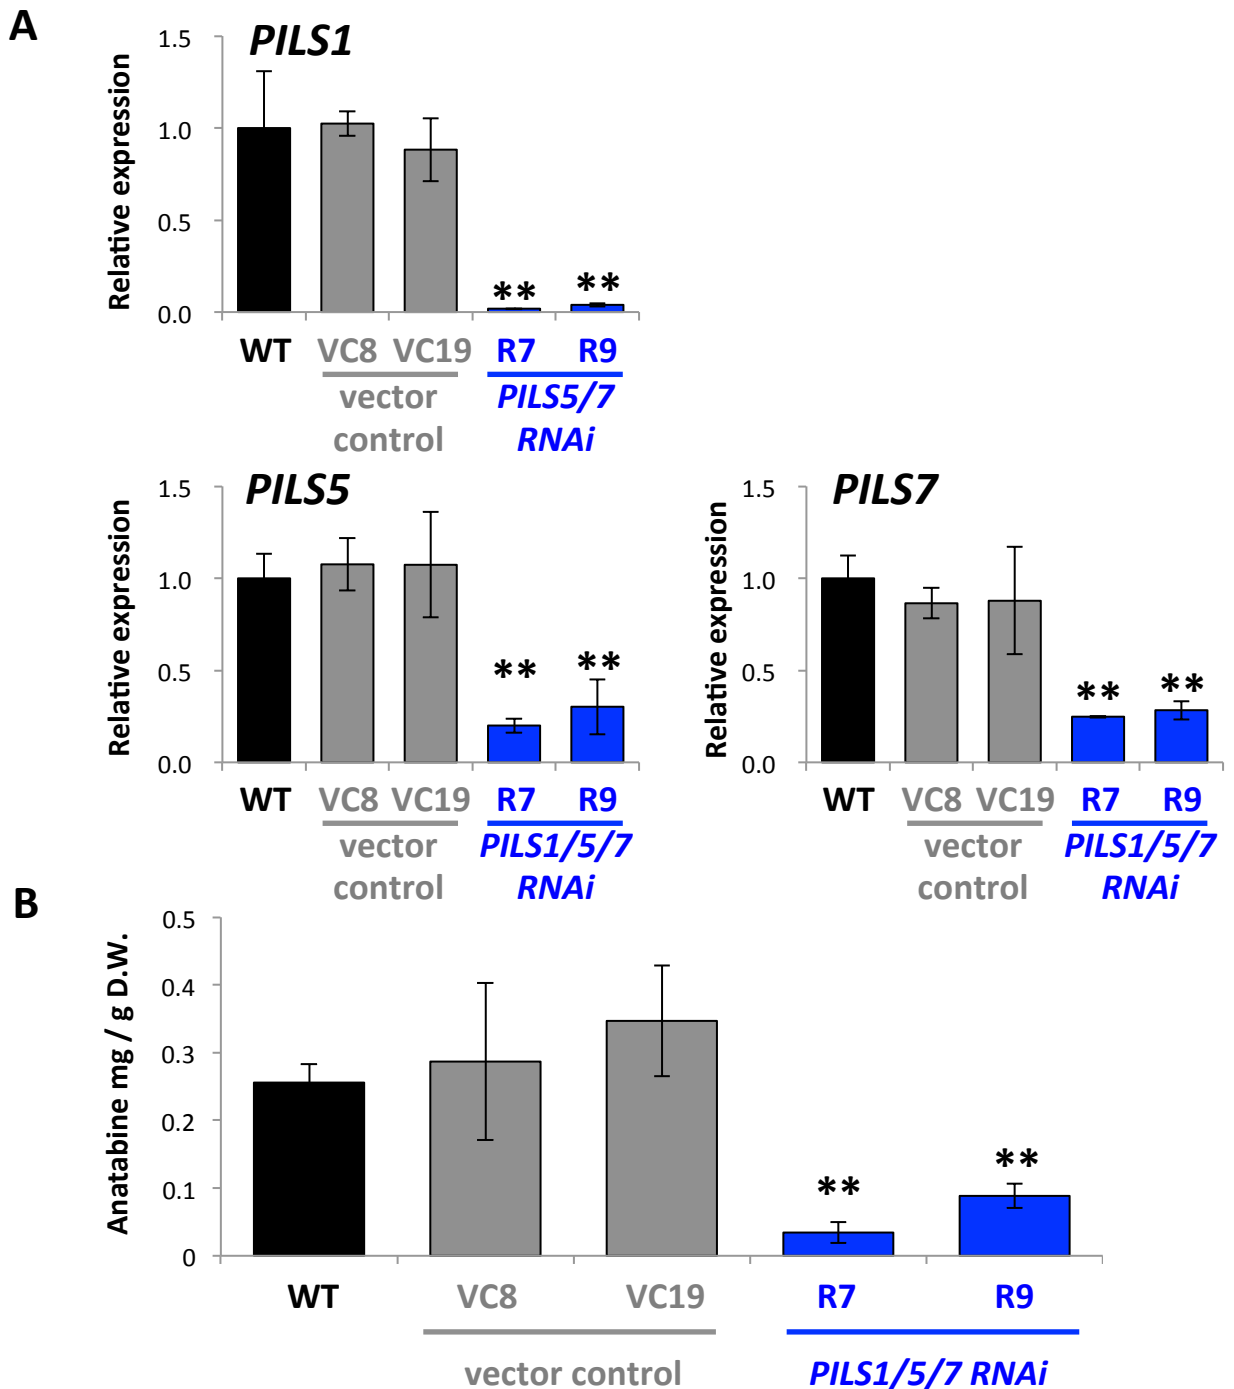 A
PILS1
Relative expression
1.5
1.0
0.5
0.0
** **
WT VC8 VC19 R7 R9
vector control PILS5/7 RNAi
PILS5
Relative expression
1.5
1.0
0.5
0.0
** **
WT VC8 VC19 R7 R9
vector control PILS1/5/7 RNAi
PILS7
Relative expression
1.5
1.0
0.5
0.0
** **
WT VC8 VC19 R7 R9
vector control PILS1/5/7 RNAi
B
Anatabine mg / g D.W.
0.5
0.4
0.3
0.2
0.1
0
** **
WT VC8 VC19 R7 R9
vector control PILS1/5/7 RNAi